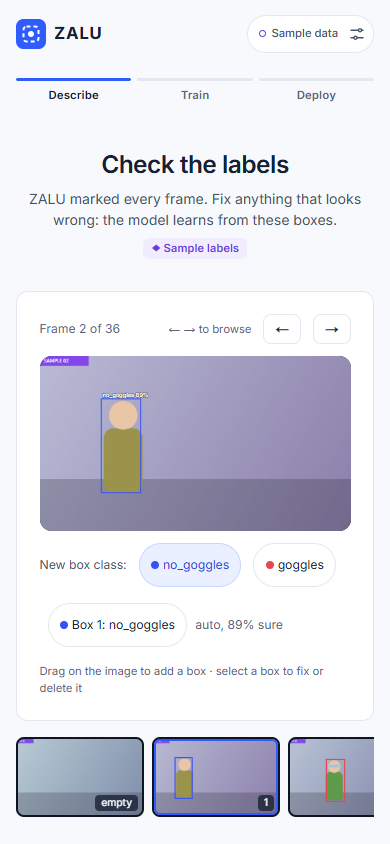 ZALU
Sample data
Describe
Train
Deploy
Check the labels
ZALU marked every frame. Fix anything that looks
wrong: the model learns from these boxes.
Sample labels
Frame 2 of 36
← → to browse
←
→
SAMPLE 02
no_goggles 89%
New box class:
no_goggles
goggles
Box 1: no_goggles
auto, 89% sure
Drag on the image to add a box · select a box to fix or
delete it
empty
1